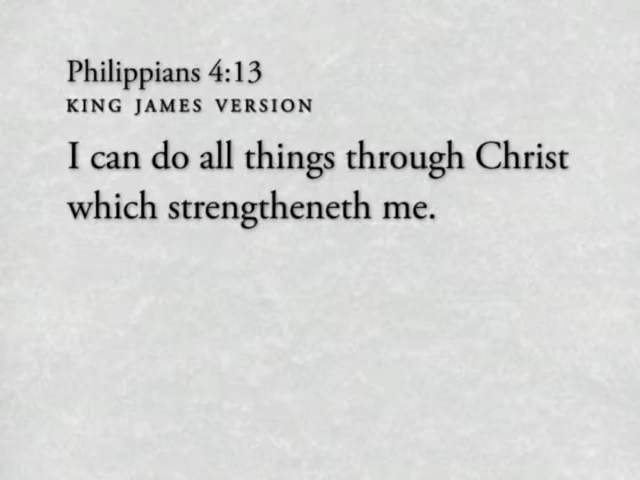 Philippians 4:13
KING JAMES VERSION
I can do all things through Christ
which strengtheneth me.